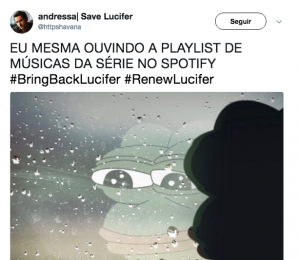 andressa| Save Lucifer
@httpshavana
Seguir
EU MESMA OUVINDO A PLAYLIST DE
MÚSICAS DA SÉRIE NO SPOTIFY
#BringBackLucifer #RenewLucifer